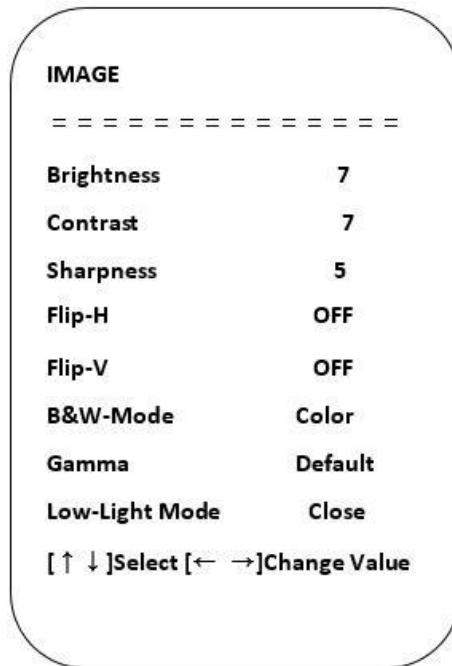 IMAGE
= = = = = = = = = = = = = =
Brightness 7
Contrast 7
Sharpness 5
Flip-H OFF
Flip-V OFF
B&W-Mode Color
Gamma Default
Low-Light Mode Close
[ ↑ ↓ ]Select [← →]Change Value